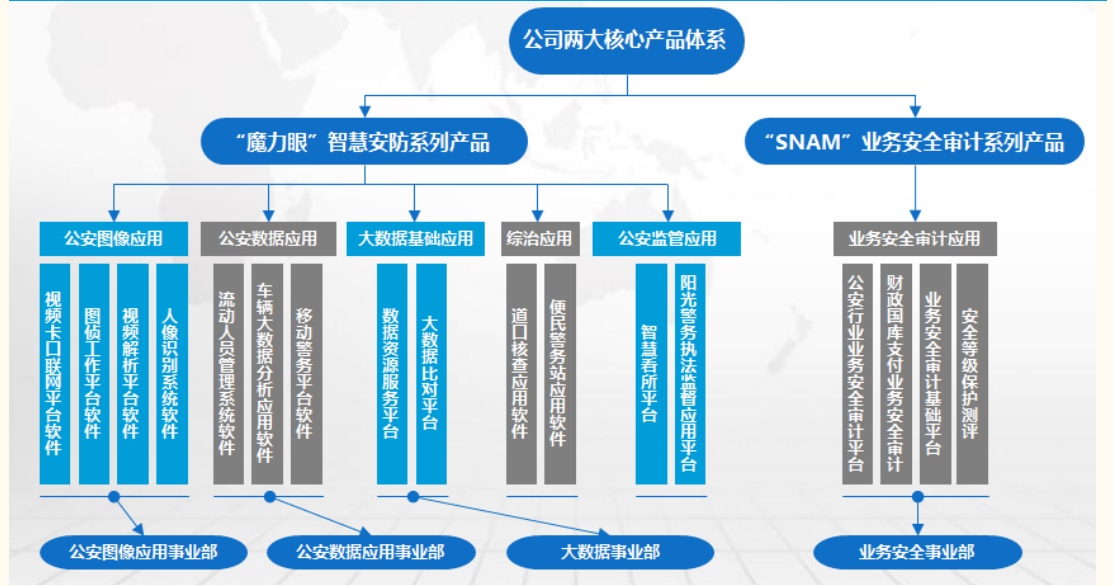 公司两大核心产品体系
“魔力眼”智慧安防系列产品
“SNAM”业务安全审计系列产品
公安图像应用
公安数据应用
大数据基础应用
综治应用
公安监管应用
业务安全审计应用
视频卡口联网平台软件
图侦工作平台软件
视频解析平台软件
人像识别系统软件
流动人员管理系统软件
车辆大数据分析应用软件
移动警务平台软件
数据资源服务平台
大数据比对平台
道口核查应用软件
便民警务站应用软件
智慧看所平台
阳光警务执法监督应用平台
公安行业业务安全审计平台
财政国库支付业务安全审计
业务安全审计基础平台
安全等级保护测评
公安图像应用事业部
公安数据应用事业部
大数据事业部
业务安全事业部